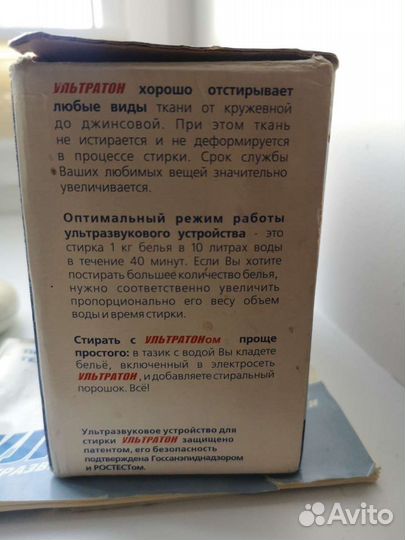 УЛЬТРАТОН хорошо отстирывает
любые виды ткани от кружевной
до джинсовой. При этом ткань
не истирается и не деформируется
в процессе стирки. Срок службы
Ваших любимых вещей значительно
увеличивается.
Оптимальный режим работы
ультразвукового устройства - это
стирка 1 кг белья в 10 литрах воды
в течение 40 минут. Если Вы хотите
постирать большее количество белья,
нужно соответственно увеличить
пропорционально его весу объем
воды и время стирки.
Стирать с УЛЬТРАТОНом проще
простого: в тазик с водой Вы кладете
бельё, включенный в электросеть
УЛЬТРАТОН, и добавляете стиральный
порошок. Всё!
Ультразвуковое устройство для
стирки УЛЬТРАТОН защищено
патентом, его безопасность
подтверждена Госсанэпиднадзором
и РОСТЕСТом.
Avito